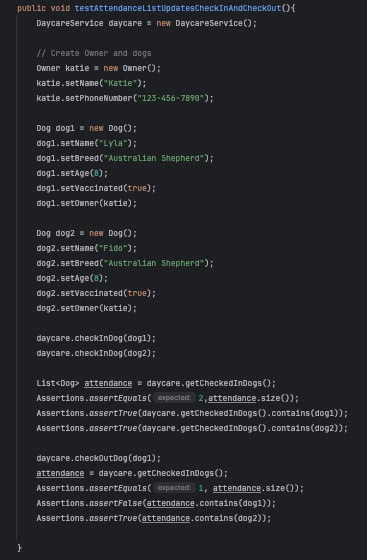 public void testAttendanceListUpdatesCheckInAndCheckOut(){
DaycareService daycare = new DaycareService();
// Create Owner and dogs
Owner katie = new Owner();
katie.setName("Katie");
katie.setPhoneNumber("123-456-7890");
Dog dog1 = new Dog();
dog1.setName("Lyla");
dog1.setBreed("Australian Shepherd");
dog1.setAge(8);
dog1.setVaccinated(true);
dog1.setOwner(katie);
Dog dog2 = new Dog();
dog2.setName("Fido");
dog2.setBreed("Australian Shepherd");
dog2.setAge(8);
dog2.setVaccinated(true);
dog2.setOwner(katie);
daycare.checkInDog(dog1);
daycare.checkInDog(dog2);
List<Dog> attendance = daycare.getCheckedInDogs();
Assertions.assertEquals( expected: 2,attendance.size());
Assertions.assertTrue(daycare.getCheckedInDogs().contains(dog1));
Assertions.assertTrue(daycare.getCheckedInDogs().contains(dog2));
daycare.checkOutDog(dog1);
attendance = daycare.getCheckedInDogs();
Assertions.assertEquals( expected: 1, attendance.size());
Assertions.assertFalse(attendance.contains(dog1));
Assertions.assertTrue(attendance.contains(dog2));
}